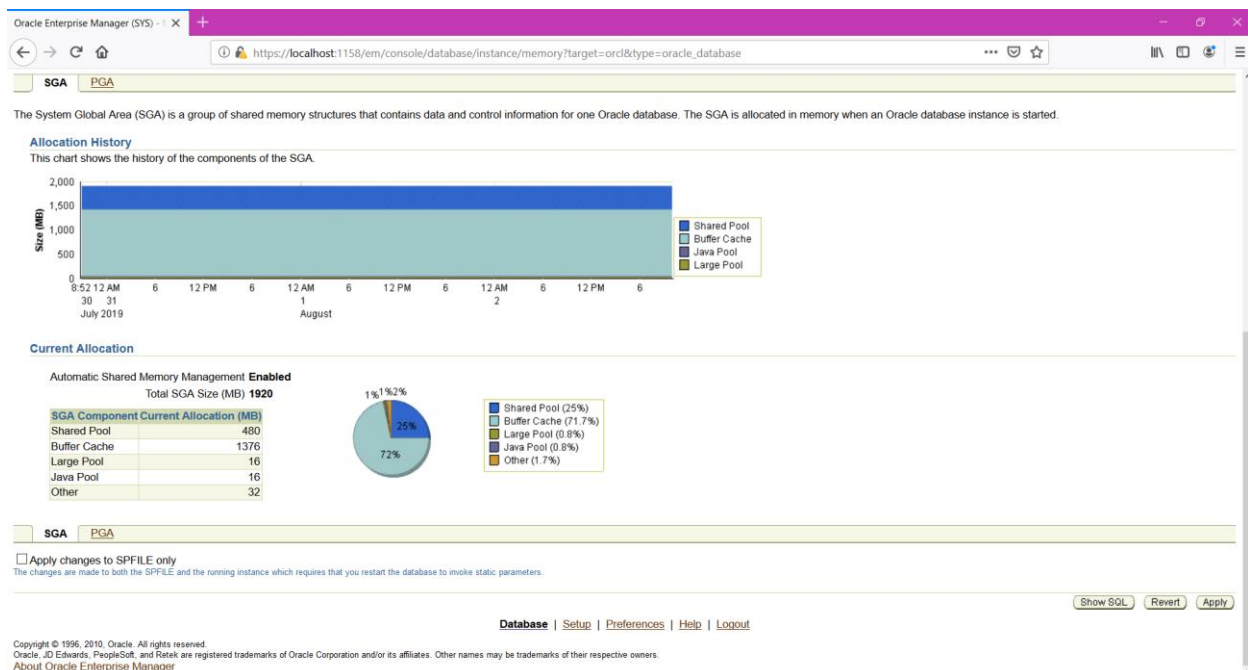 Oracle Enterprise Manager (SYS) -
https://localhost:1158/em/console/database/instance/memory?target=orcl&type=oracle_database
SGA PGA
The System Global Area (SGA) is a group of shared memory structures that contains data and control information for one Oracle database. The SGA is allocated in memory when an Oracle database instance is started.
Allocation History
This chart shows the history of the components of the SGA.
Size (MB)
2,000
1,500
1,000
500
0
Shared Pool
Buffer Cache
Java Pool
Large Pool
8:52 12 AM 6 12 PM 6 12 AM 6 12 PM 6 12 AM 6 12 PM 6
30 31 1 2
July 2019 August
Current Allocation
Automatic Shared Memory Management Enabled
Total SGA Size (MB) 1920
SGA Component Current Allocation (MB)
Shared Pool 480
Buffer Cache 1376
Large Pool 16
Java Pool 16
Other 32
1% 1% 2%
25%
72%
Shared Pool (25%)
Buffer Cache (71.7%)
Large Pool (0.8%)
Java Pool (0.8%)
Other (1.7%)
SGA PGA
Apply changes to SPFILE only
The changes are made to both the SPFILE and the running instance which requires that you restart the database to invoke static parameters.
Show SQL Revert Apply
Database | Setup | Preferences | Help | Logout
Copyright © 1996, 2010, Oracle. All rights reserved.
Oracle, JD Edwards, PeopleSoft, and Retek are registered trademarks of Oracle Corporation and/or its affiliates. Other names may be trademarks of their respective owners.
About Oracle Enterprise Manager